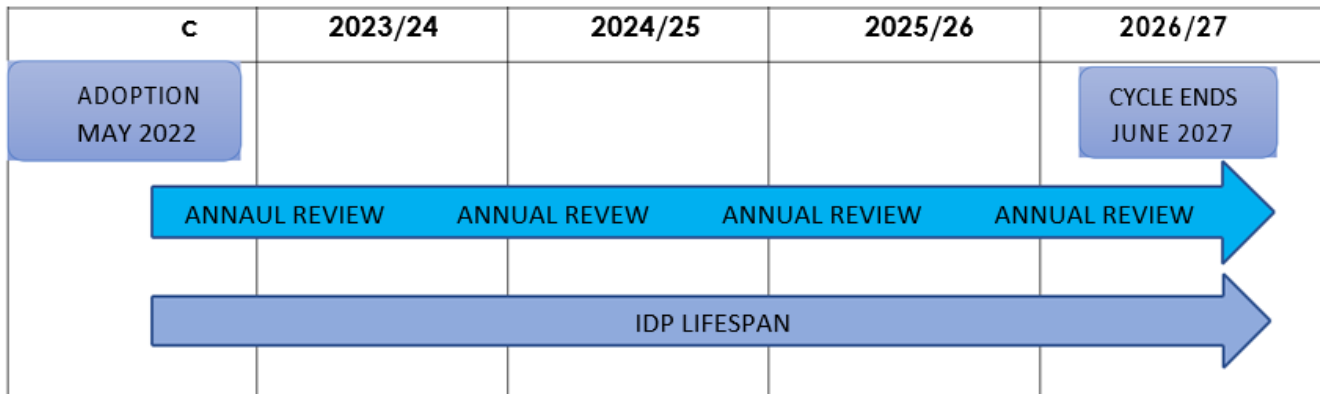 c 2023/24 2024/25 2025/26 2026/27
ADOPTION
MAY 2022
CYCLE ENDS
JUNE 2027
ANNAUL REVIEW ANNUAL REVEW ANNUAL REVIEW ANNUAL REVIEW
IDP LIFESPAN